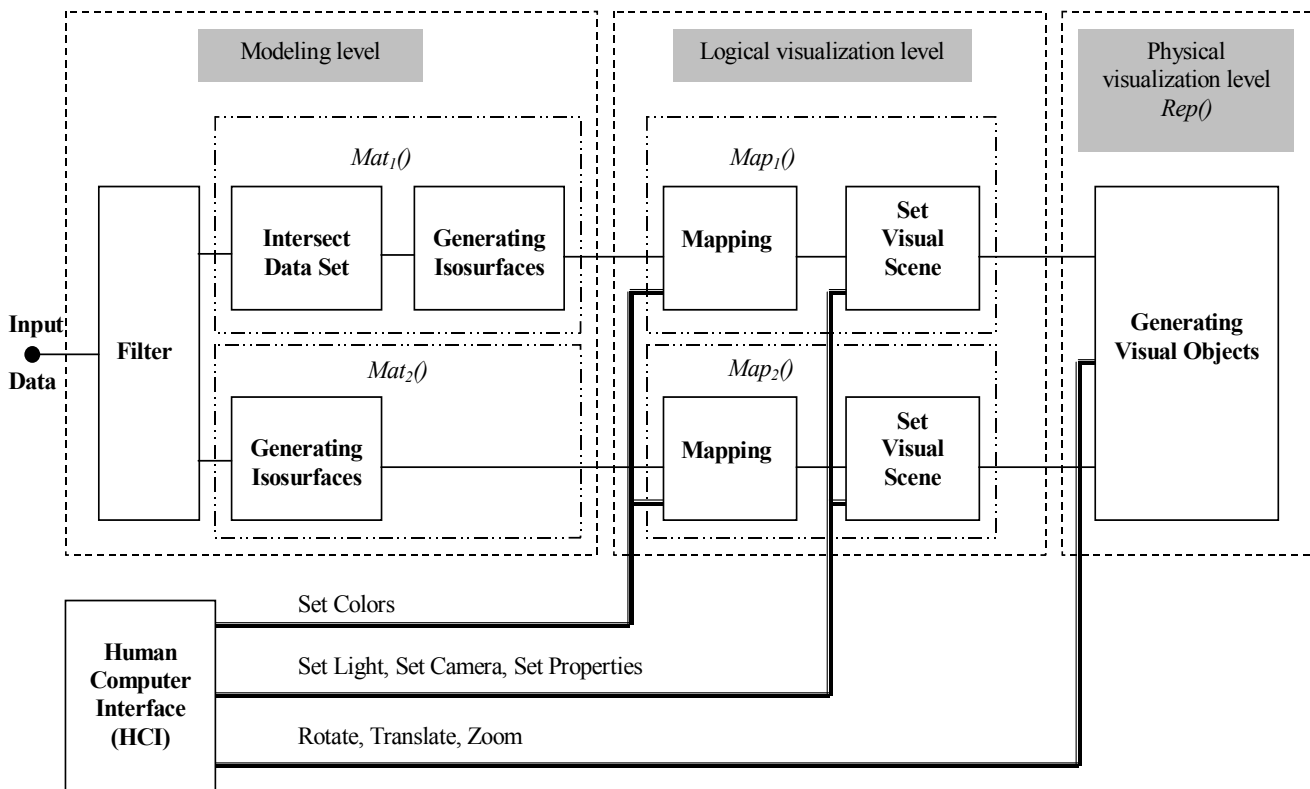 Modeling level
Logical visualization level
Physical
visualization level
Rep()
Mat1()
Map1()
Intersect
Data Set
Generating
Isosurfaces
Mapping
Set
Visual
Scene
Input
Data
Filter
Generating
Visual Objects
Mat2()
Map2()
Generating
Isosurfaces
Mapping
Set
Visual
Scene
Human
Computer
Interface
(HCI)
Set Colors
Set Light, Set Camera, Set Properties
Rotate, Translate, Zoom